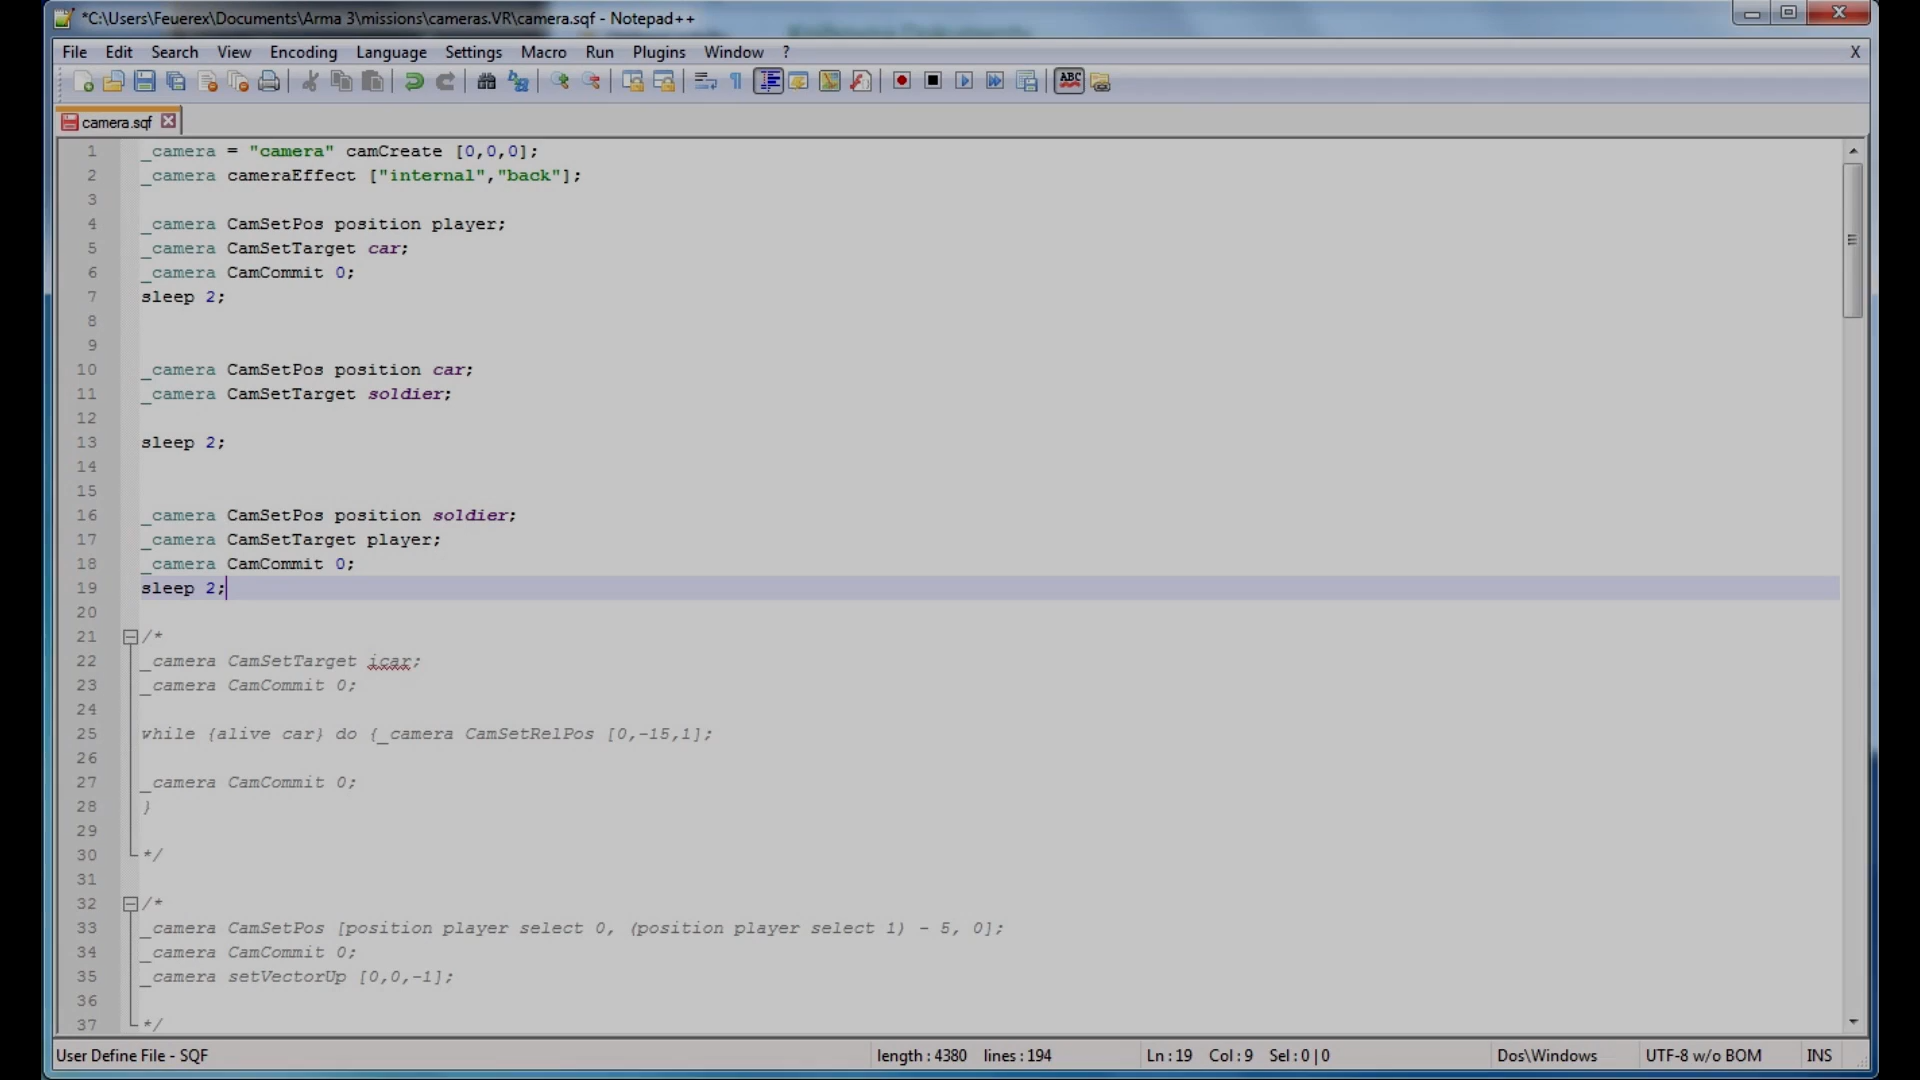 *C:\Users\Feuerex\Documents\Arma 3\missions\cameras.VR\camera.sqf - Notepad++
File Edit Search View Encoding Language Settings Macro Run Plugins Window ? X
ABC
camera.sqf
1 _camera = "camera" camCreate [0,0,0];
2 _camera cameraEffect ["internal","back"];
3
4 _camera CamSetPos position player;
5 _camera CamSetTarget car;
6 _camera CamCommit 0;
7 sleep 2;
8
9
10 _camera CamSetPos position car;
11 _camera CamSetTarget soldier;
12
13 sleep 2;
14
15
16 _camera CamSetPos position soldier;
17 _camera CamSetTarget player;
18 _camera CamCommit 0;
19 sleep 2;
20
21 /*
22 _camera CamSetTarget icar;
23 _camera CamCommit 0;
24
25 while {alive car} do {_camera CamSetRelPos [0,-15,1];
26
27 _camera CamCommit 0;
28 }
29
30 */
31
32 /*
33 _camera CamSetPos [position player select 0, (position player select 1) - 5, 0];
34 _camera CamCommit 0;
35 _camera setVectorUp [0,0,-1];
36
37 */
User Define File - SQF length : 4380 lines : 194 Ln : 19 Col : 9 Sel : 0 | 0 Dos\Windows UTF-8 w/o BOM INS